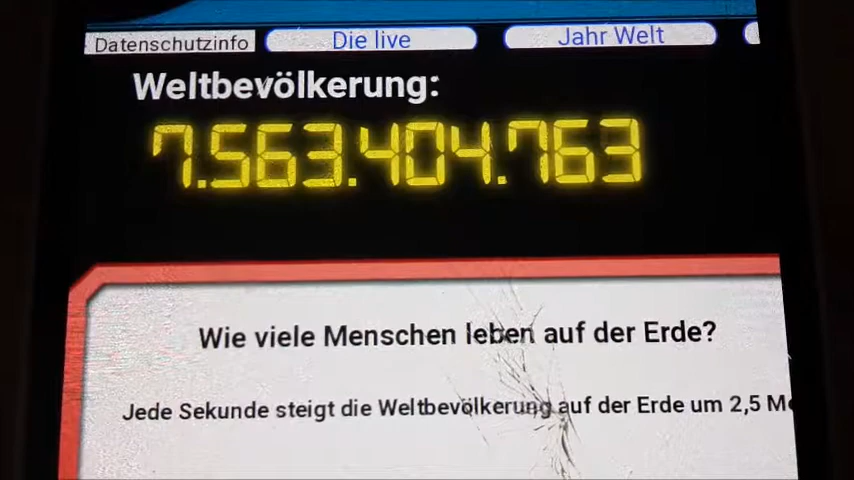 Datenschutzinfo Die live Jahr Welt
Weltbevölkerung:
7.563.404.763
Wie viele Menschen leben auf der Erde?
Jede Sekunde steigt die Weltbevölkerung auf der Erde um 2,5